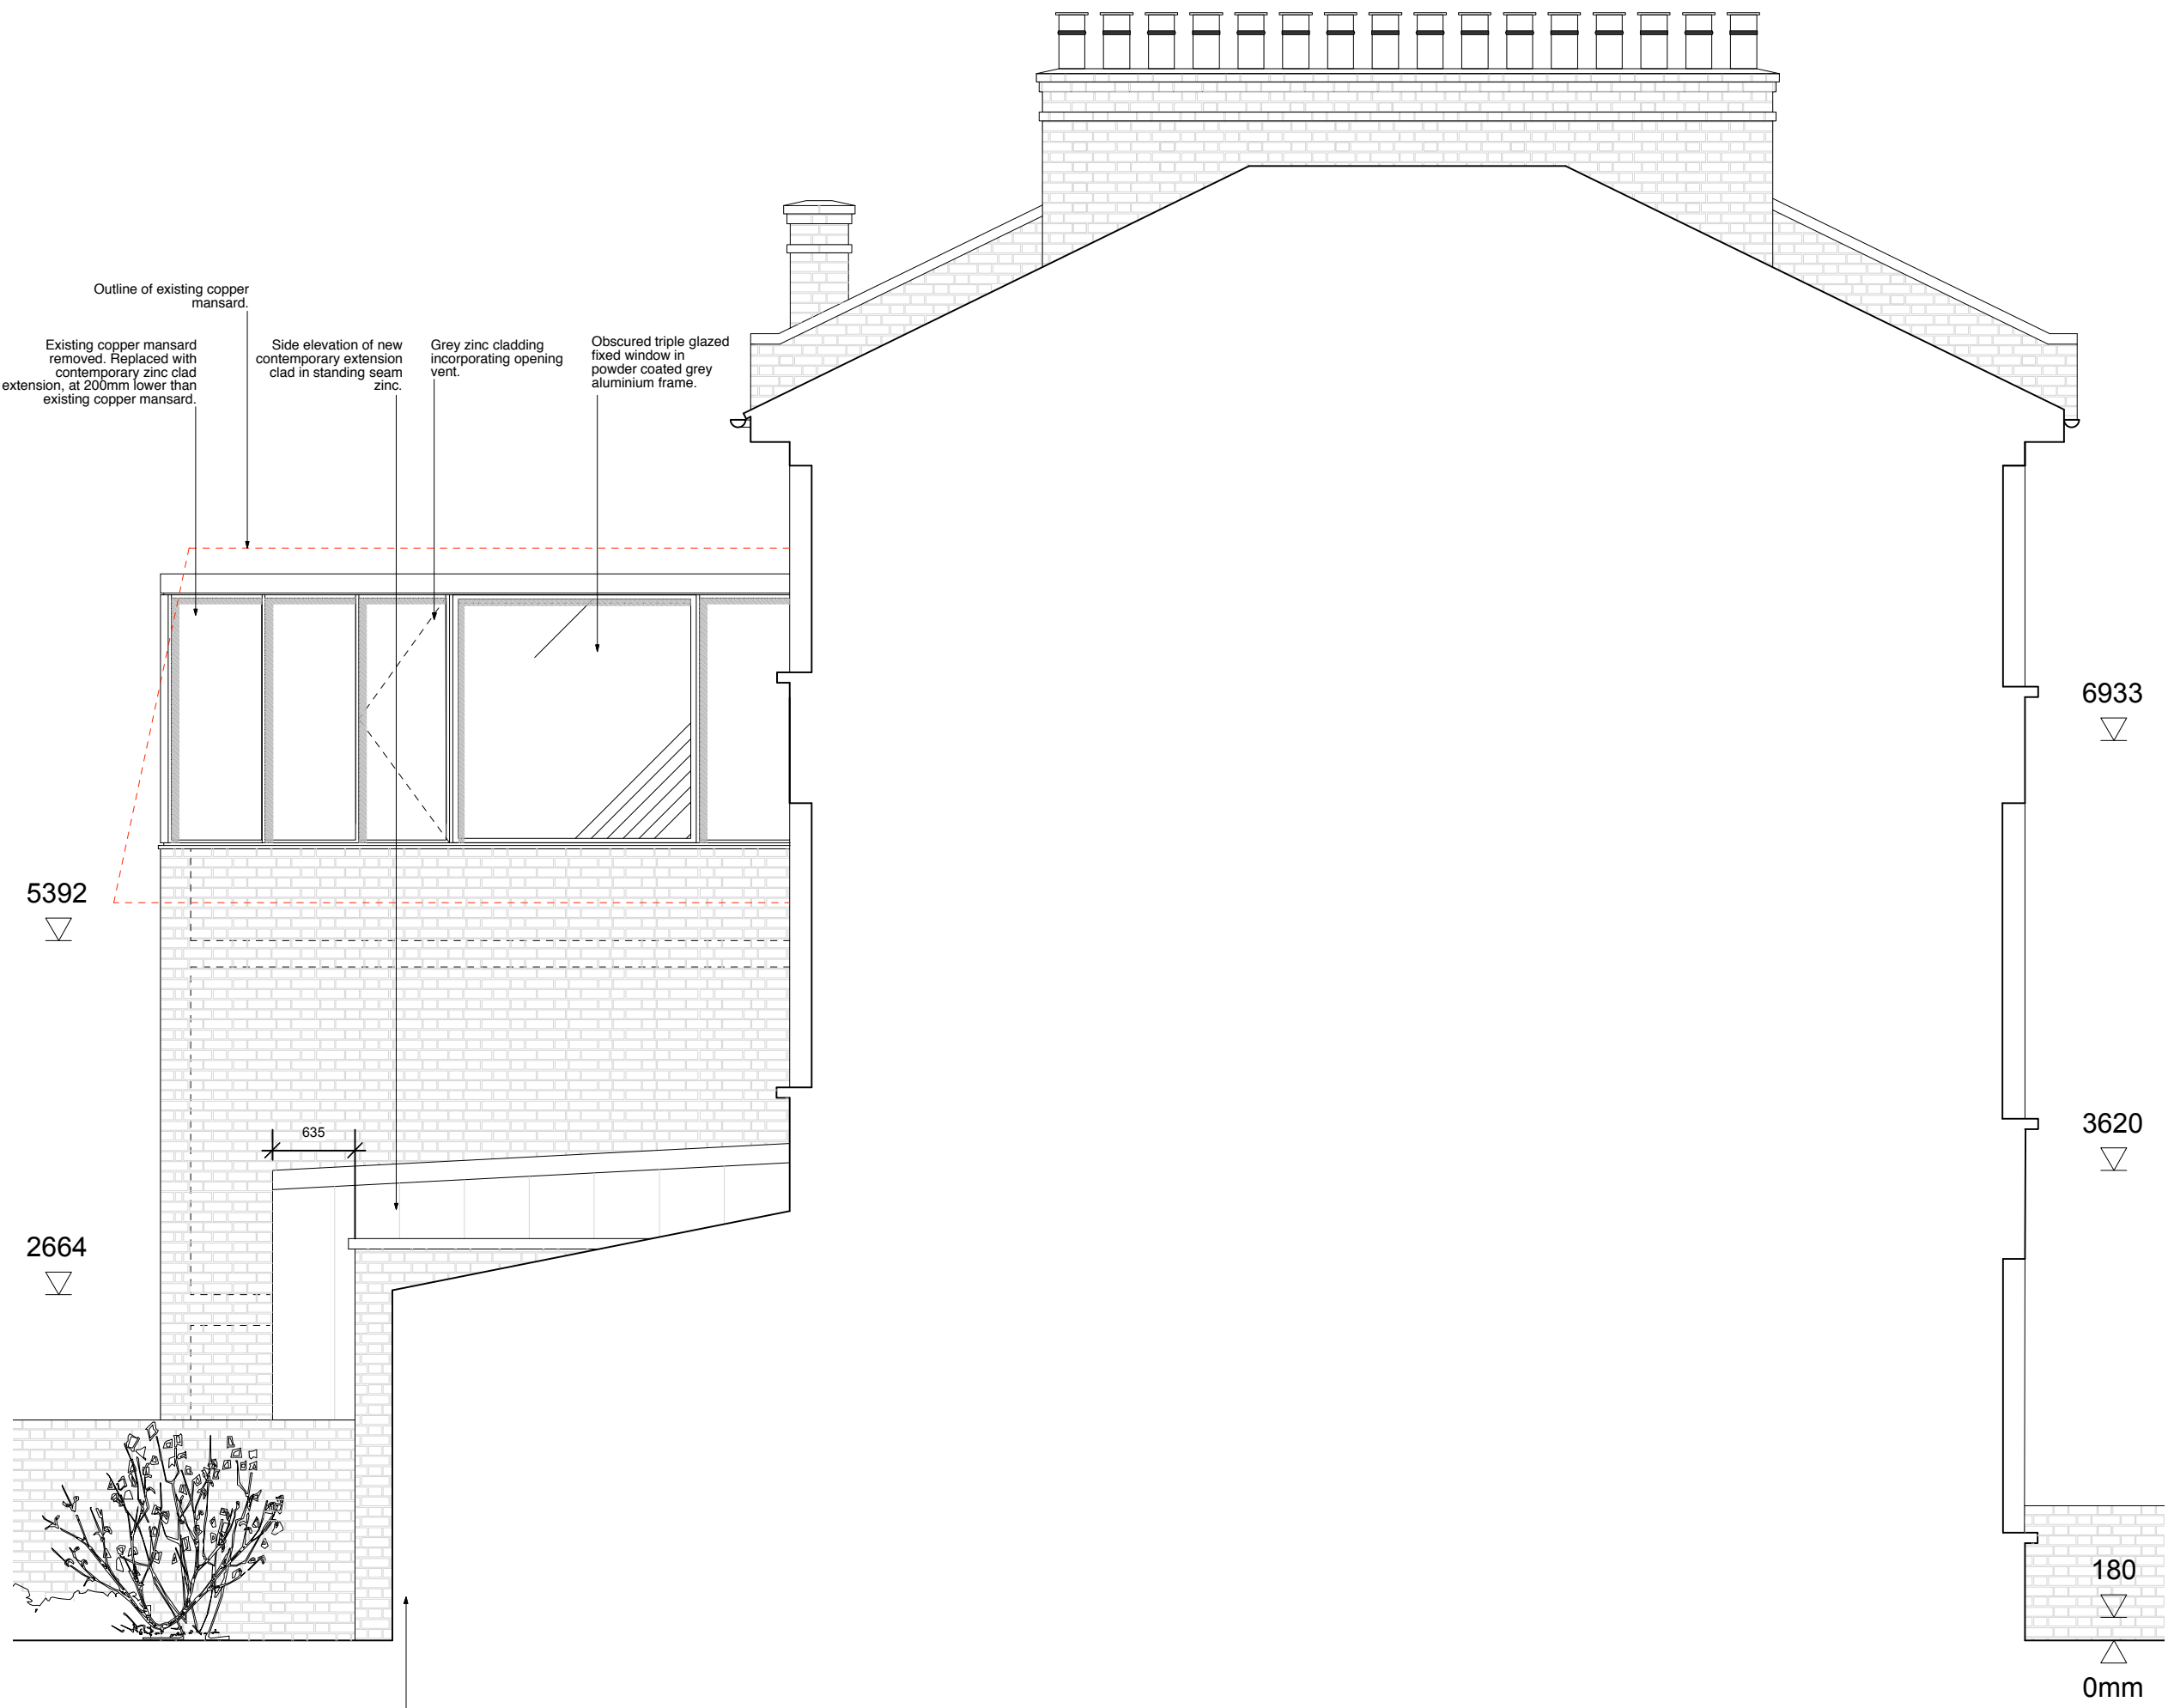 Outline of existing copper
mansard.
Existing copper mansard
removed. Replaced with
contemporary zinc clad
extension, at 200mm lower than
existing copper mansard.
Side elevation of new
contemporary extension
clad in standing seam
zinc.
Grey zinc cladding
incorporating opening
vent.
Obscured triple glazed
fixed window in
powder coated grey
aluminium frame.
6933
5392
3620
635
2664
180
0mm